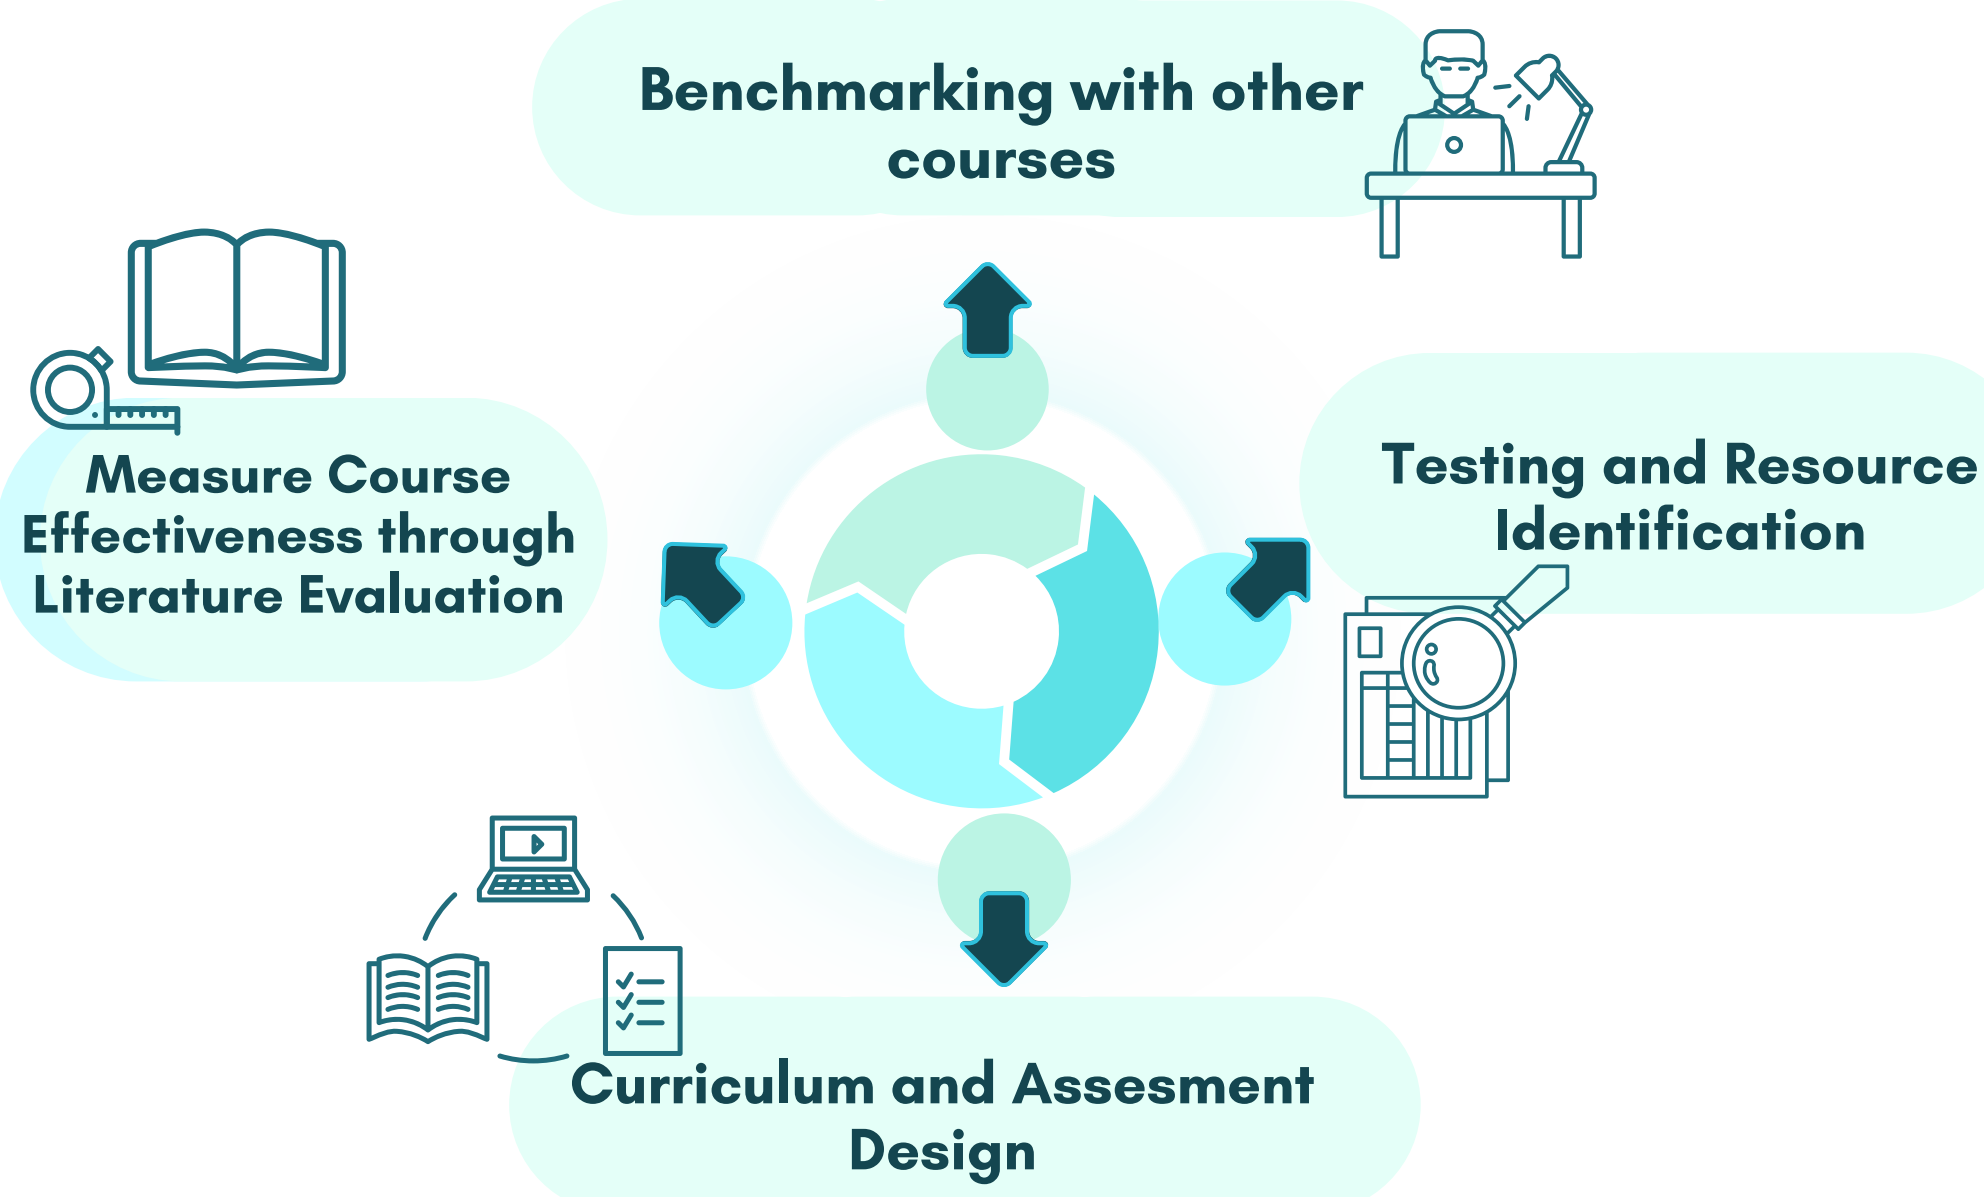 Benchmarking with other
courses
Measure Course
Effectiveness through
Literature Evaluation
Testing and Resource
Identification
Curriculum and Assesment
Design